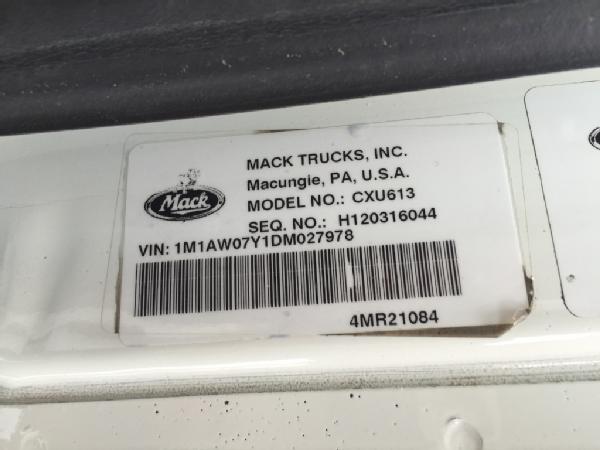 MACK TRUCKS, INC.
Macungie, PA, U.S.A.
MODEL NO.: CXU613
SEQ. NO.: H120316044
Mack
VIN: 1M1AW07Y1DM027978
4MR21084